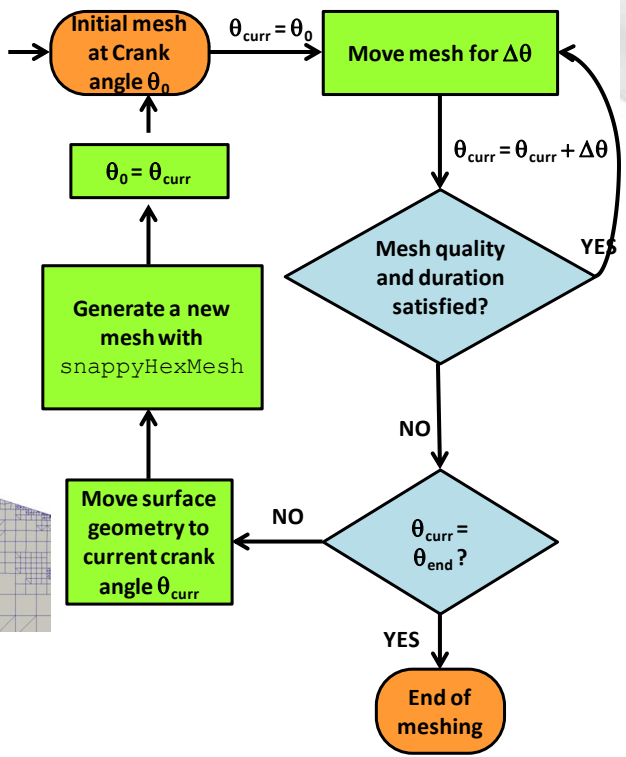 Initial mesh
at Crank
angle θ₀
θcurr = θ₀
Move mesh for Δθ
θcurr = θcurr + Δθ
θ₀ = θcurr
Mesh quality
and duration
satisfied?
YES
Generate a new
mesh with
snappyHexMesh
NO
Move surface
geometry to
current crank
angle θcurr
NO
θcurr =
θend ?
YES
End of
meshing